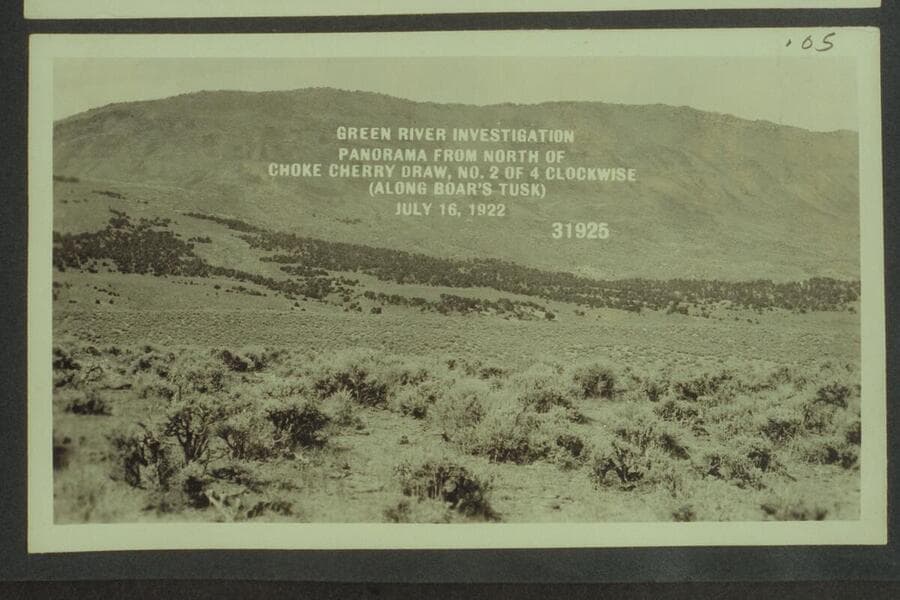 .05
GREEN RIVER INVESTIGATION
PANORAMA FROM NORTH OF
CHOKE CHERRY DRAW, NO. 2 OF 4 CLOCKWISE
(ALONG BOAR'S TUSK)
JULY 16, 1922
31925